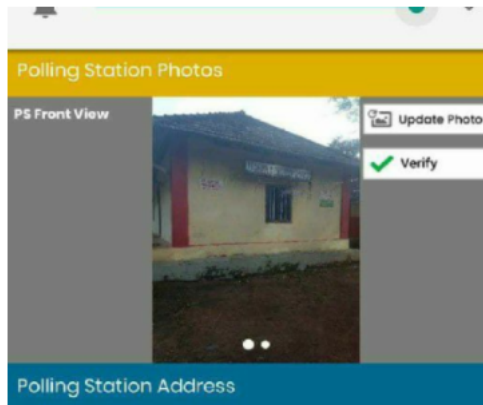 Polling Station Photos
PS Front View
Update Photo
Verify
Polling Station Address